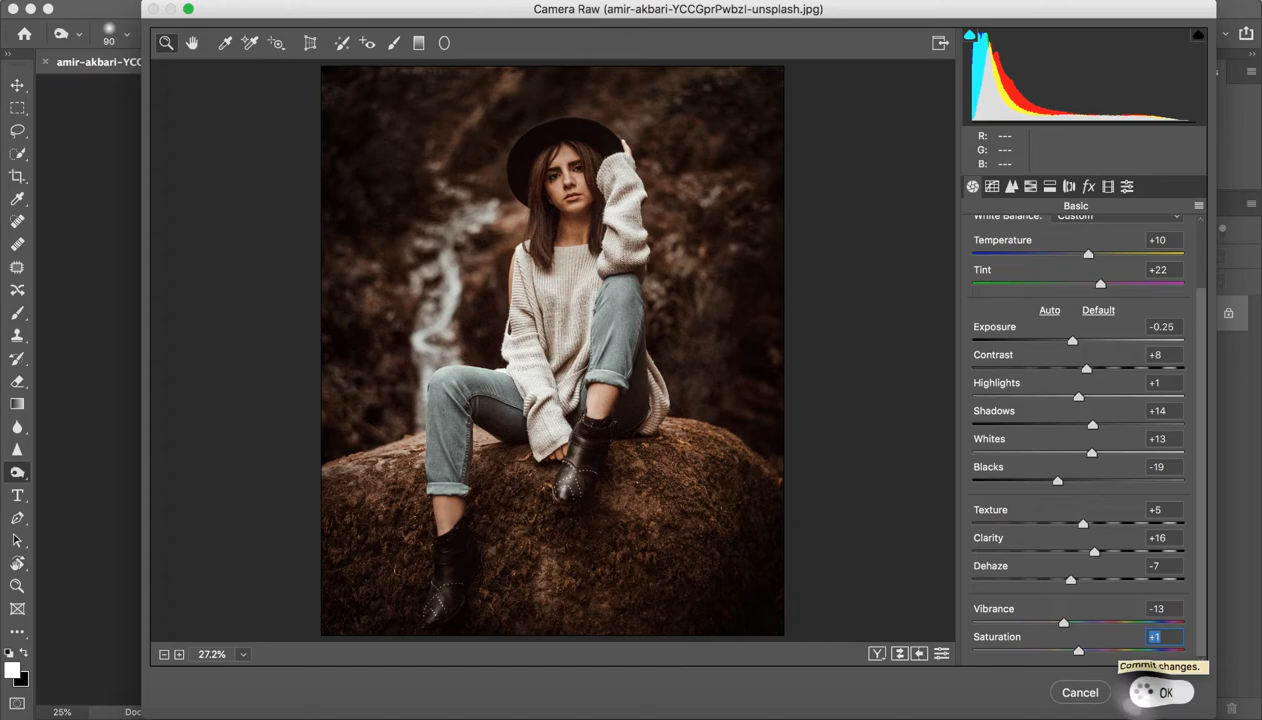 Camera Raw (amir-akbari-YCCGprPwbzI-unsplash.jpg)
90
amir-akbari-YCC
R: ---
G: ---
B: ---
Basic
White Balance: Custom
Temperature +10
Tint +22
Auto Default
Exposure -0.25
Contrast +8
Highlights +1
Shadows +14
Whites +13
Blacks -19
Texture +5
Clarity +16
Dehaze -7
Vibrance -13
Saturation +1
27.2%
Y
Commit changes.
Cancel OK
25% Doc